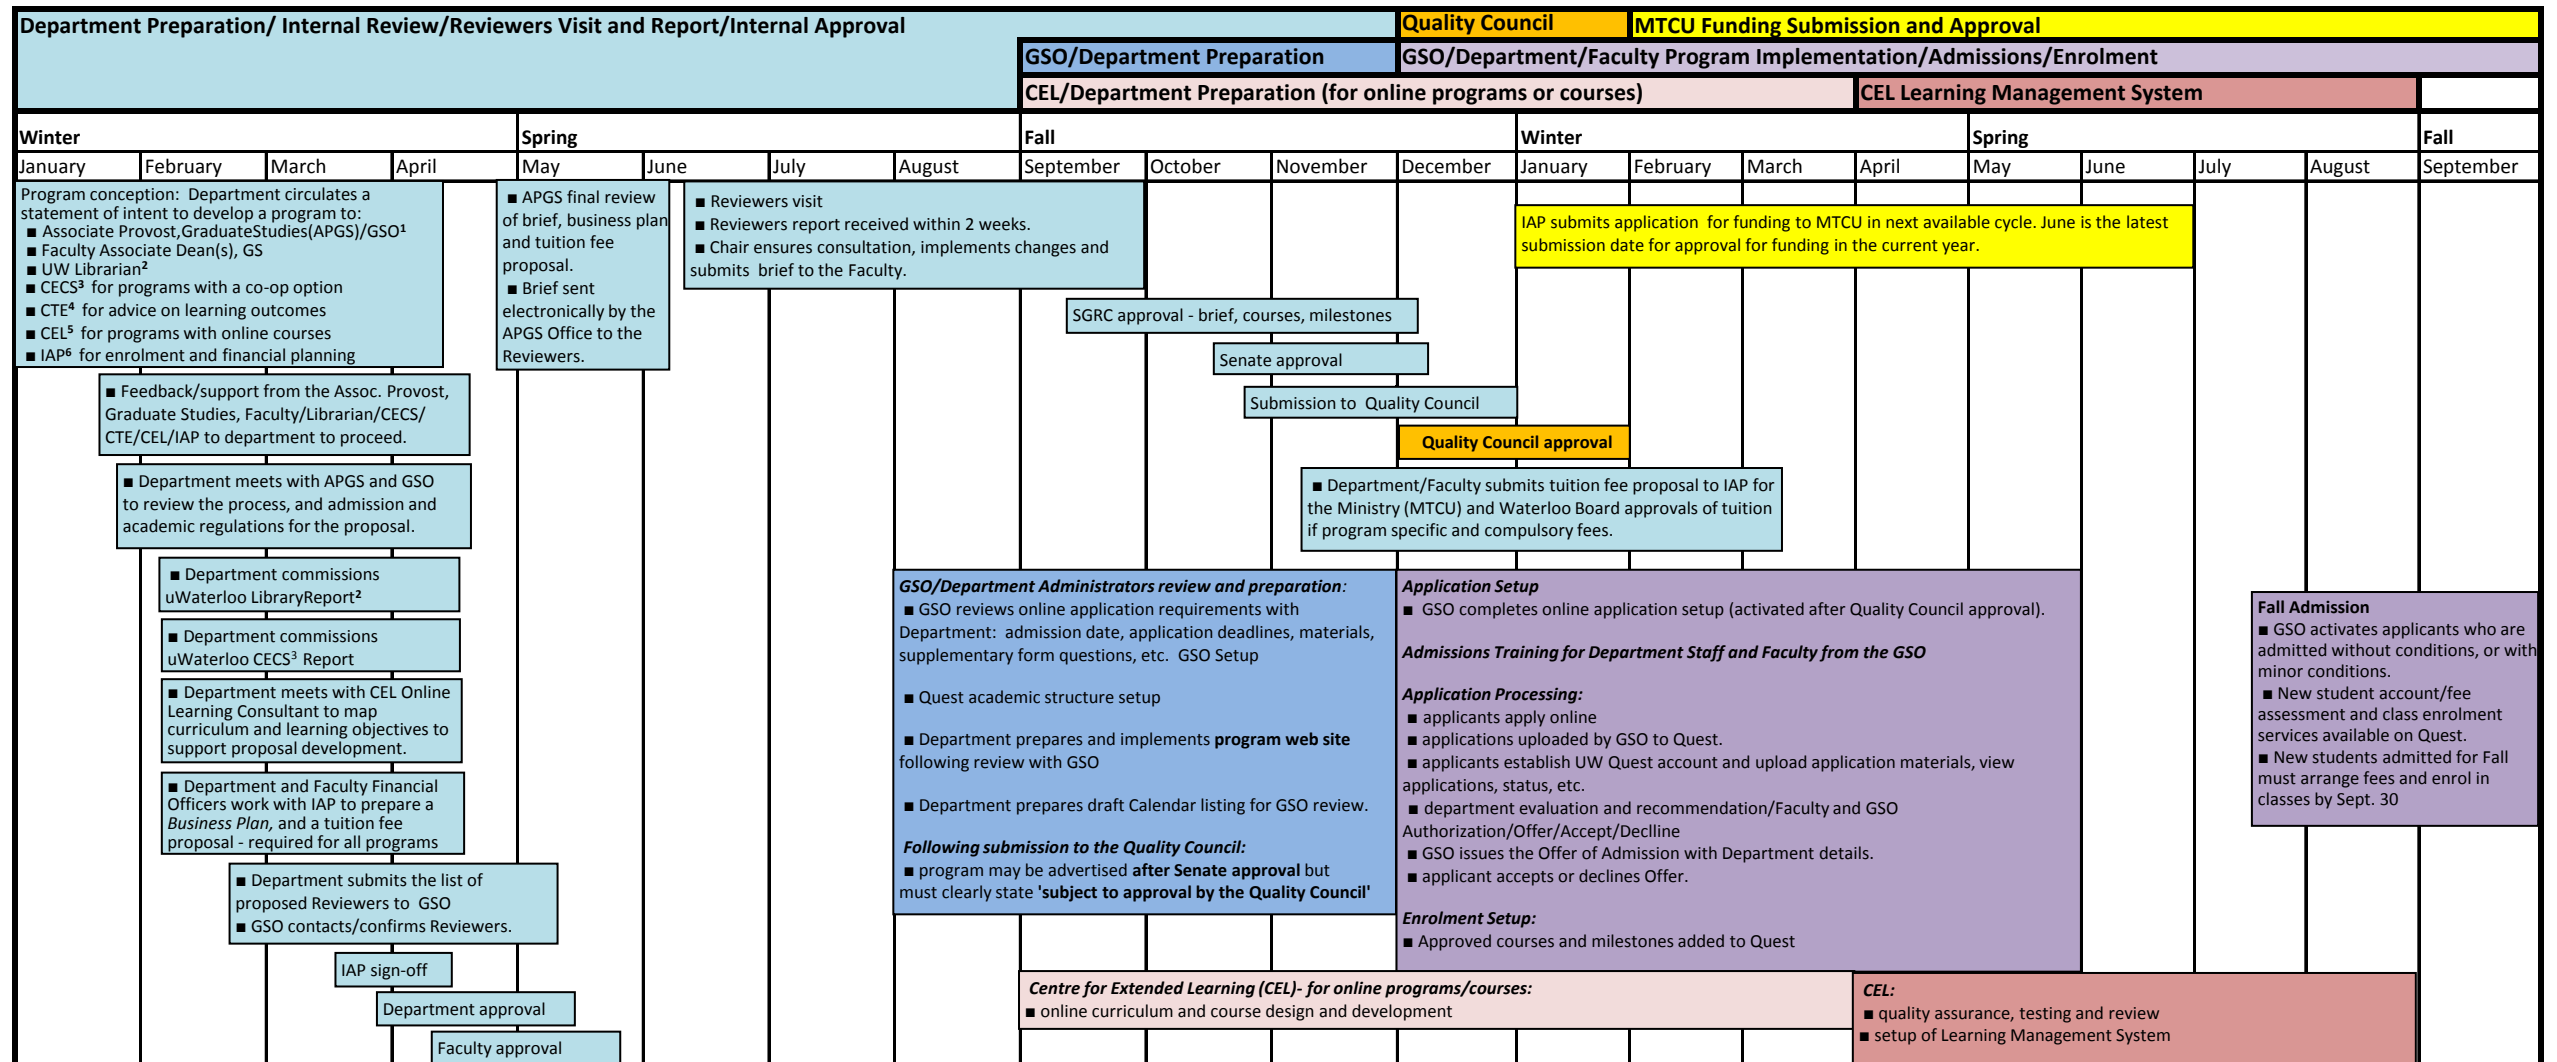 Department Preparation/ Internal Review/Reviewers Visit and Report/Internal Approval
Quality Council
MTCU Funding Submission and Approval
GSO/Department Preparation
GSO/Department/Faculty Program Implementation/Admissions/Enrolment
CEL/Department Preparation (for online programs or courses)
CEL Learning Management System
Winter
Spring
Fall
Winter
Spring
Fall
January
February
March
April
May
June
July
August
September
October
November
December
January
February
March
April
May
June
July
August
September
Program conception: Department circulates a
statement of intent to develop a program to:
■ Associate Provost,GraduateStudies(APGS)/GSO¹
■ Faculty Associate Dean(s), GS
■ UW Librarian²
■ CECS³ for programs with a co-op option
■ CTE⁴ for advice on learning outcomes
■ CEL⁵ for programs with online courses
■ IAP⁶ for enrolment and financial planning
■ Feedback/support from the Assoc. Provost,
Graduate Studies, Faculty/Librarian/CECS/
CTE/CEL/IAP to department to proceed.
■ Department meets with APGS and GSO
to review the process, and admission and
academic regulations for the proposal.
■ Department commissions
uWaterloo LibraryReport²
■ Department commissions
uWaterloo CECS³ Report
■ Department meets with CEL Online
Learning Consultant to map
curriculum and learning objectives to
support proposal development.
■ Department and Faculty Financial
Officers work with IAP to prepare a
Business Plan, and a tuition fee
proposal - required for all programs
■ Department submits the list of
proposed Reviewers to GSO
■ GSO contacts/confirms Reviewers.
IAP sign-off
Department approval
Faculty approval
■ APGS final review
of brief, business plan
and tuition fee
proposal.
■ Brief sent
electronically by the
APGS Office to the
Reviewers.
■ Reviewers visit
■ Reviewers report received within 2 weeks.
■ Chair ensures consultation, implements changes and
submits brief to the Faculty.
SGRC approval - brief, courses, milestones
Senate approval
Submission to Quality Council
Quality Council approval
■ Department/Faculty submits tuition fee proposal to IAP for
the Ministry (MTCU) and Waterloo Board approvals of tuition
if program specific and compulsory fees.
IAP submits application for funding to MTCU in next available cycle. June is the latest
submission date for approval for funding in the current year.
GSO/Department Administrators review and preparation:
■ GSO reviews online application requirements with
Department: admission date, application deadlines, materials,
supplementary form questions, etc. GSO Setup
■ Quest academic structure setup
■ Department prepares and implements program web site
following review with GSO
■ Department prepares draft Calendar listing for GSO review.
Following submission to the Quality Council:
■ program may be advertised after Senate approval but
must clearly state 'subject to approval by the Quality Council'
Application Setup
■ GSO completes online application setup (activated after Quality Council approval).
Admissions Training for Department Staff and Faculty from the GSO
Application Processing:
■ applicants apply online
■ applications uploaded by GSO to Quest.
■ applicants establish UW Quest account and upload application materials, view
applications, status, etc.
■ department evaluation and recommendation/Faculty and GSO
Authorization/Offer/Accept/Declline
■ GSO issues the Offer of Admission with Department details.
■ applicant accepts or declines Offer.
Enrolment Setup:
■ Approved courses and milestones added to Quest
Fall Admission
■ GSO activates applicants who are
admitted without conditions, or with
minor conditions.
■ New student account/fee
assessment and class enrolment
services available on Quest.
■ New students admitted for Fall
must arrange fees and enrol in
classes by Sept. 30
Centre for Extended Learning (CEL)- for online programs/courses:
■ online curriculum and course design and development
CEL:
■ quality assurance, testing and review
■ setup of Learning Management System